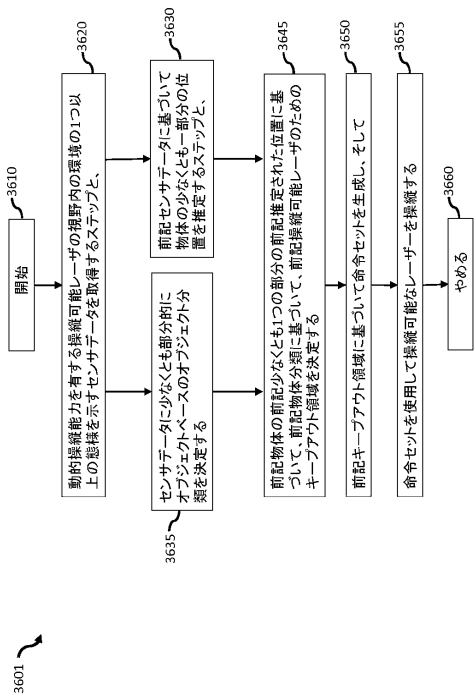 3601
3610
開始
3620
動的操縦能力を有する操縦可能レーザの視野内の環境の1つ以
上の態様を示すセンサデータを取得するステップと、
3635
センサデータに少なくとも部分的に
オブジェクトベースのオブジェクト分
類を決定する
3630
前記センサデータに基づいて
物体の少なくとも一部分の位
置を推定するステップと、
3645
前記物体の前記少なくとも1つの部分の前記推定された位置に基
づいて、前記物体分類に基づいて、前記操縦可能レーザのための
キープアウト領域を決定する
3650
前記キープアウト領域に基づいて命令セットを生成し、そして
3655
命令セットを使用して操縦可能なレーザーを操縦する
3660
やめる